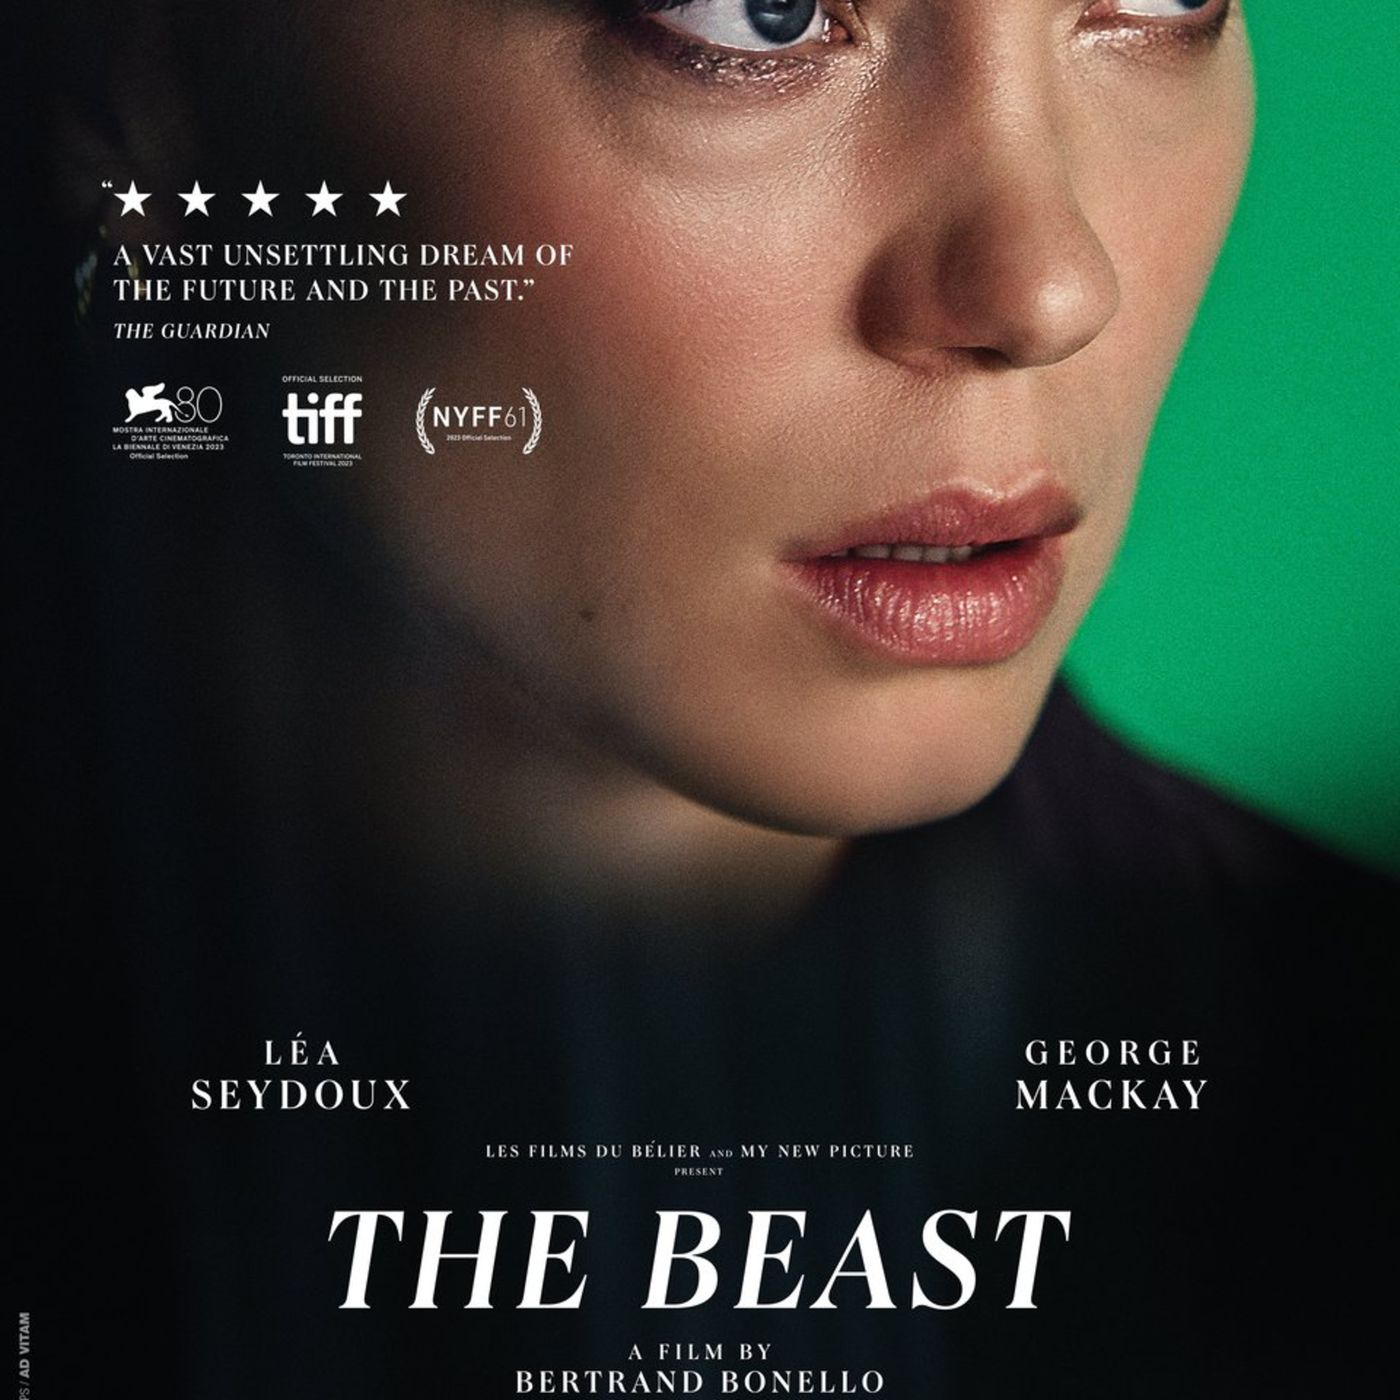 “★ ★ ★ ★ ★
A VAST UNSETTLING DREAM OF
THE FUTURE AND THE PAST.”
THE GUARDIAN
80
MOSTRA INTERNAZIONALE
D'ARTE CINEMATOGRAFICA
LA BIENNALE DI VENEZIA 2023
Official Selection
OFFICIAL SELECTION
tiff
TORONTO INTERNATIONAL
FILM FESTIVAL 2023
NYFF61
2023 Official Selection
LÉA
SEYDOUX
GEORGE
MACKAY
LES FILMS DU BÉLIER AND MY NEW PICTURE
PRESENT
THE BEAST
A FILM BY
BERTRAND BONELLO
/ AD VITAM